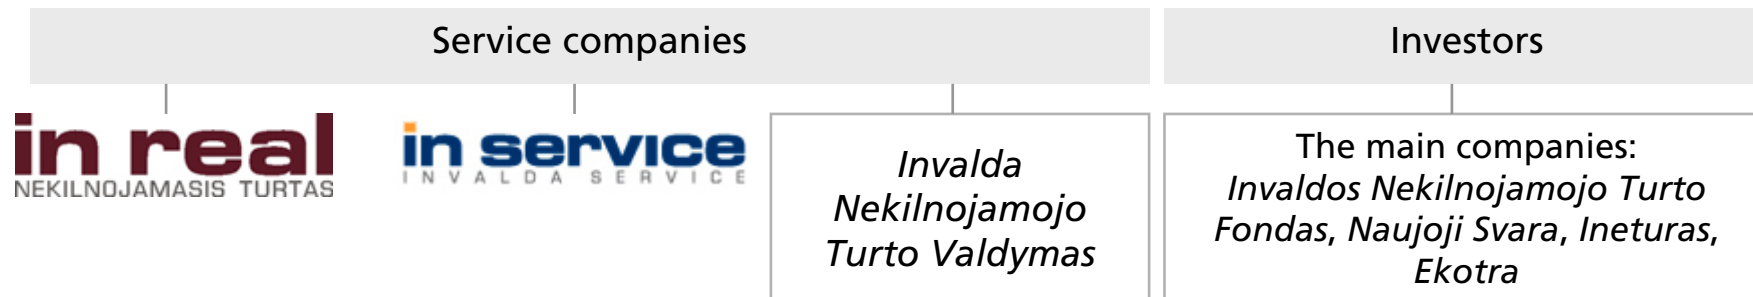 Service companies
Investors
in real
NEKILNOJAMASIS TURTAS
in service
INVALDA SERVICE
Invalda
Nekilnojamojo
Turto Valdymas
The main companies:
Invaldos Nekilnojamojo Turto
Fondas, Naujoji Svara, Ineturas,
Ekotra